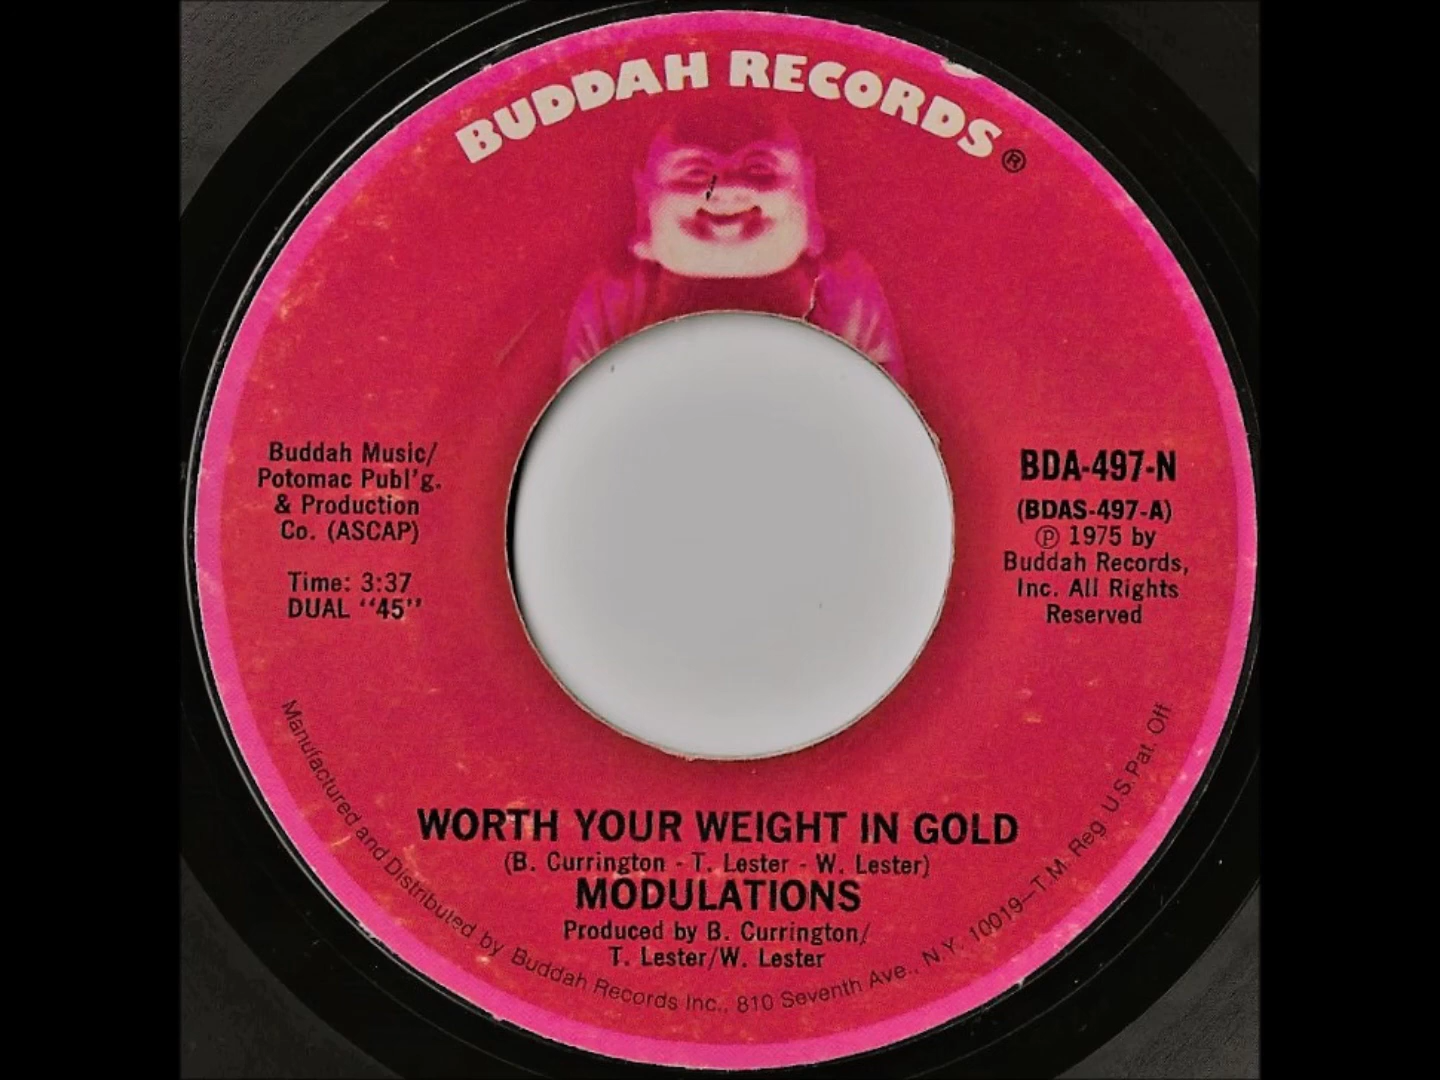 BUDDAH RECORDS®
Buddah Music/
Potomac Publ'g.
& Production
Co. (ASCAP)
Time: 3:37
DUAL "45"
BDA-497-N
(BDAS-497-A)
℗ 1975 by
Buddah Records,
Inc. All Rights
Reserved
WORTH YOUR WEIGHT IN GOLD
(B. Currington - T. Lester - W. Lester)
MODULATIONS
Produced by B. Currington/
T. Lester/W. Lester
Manufactured and Distributed by Buddah Records Inc., 810 Seventh Ave., N.Y. 10019—T.M. Reg U.S. Pat. Off